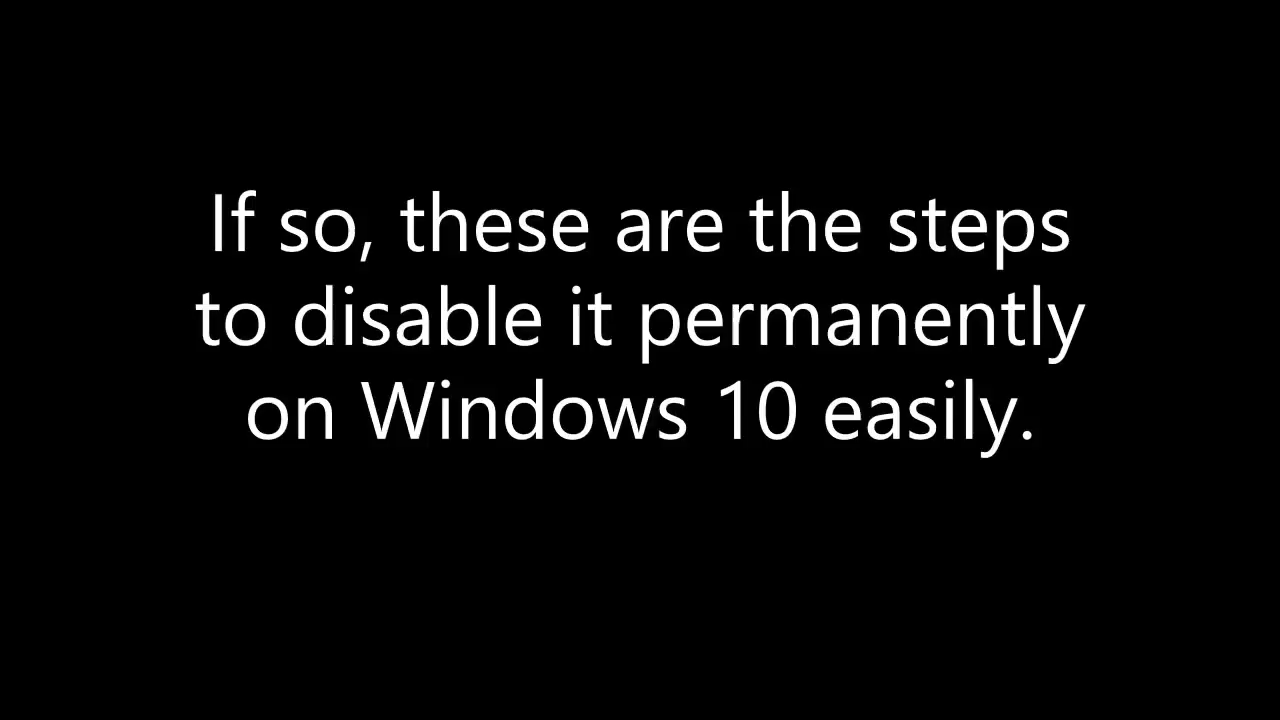 If so, these are the steps
to disable it permanently
on Windows 10 easily.